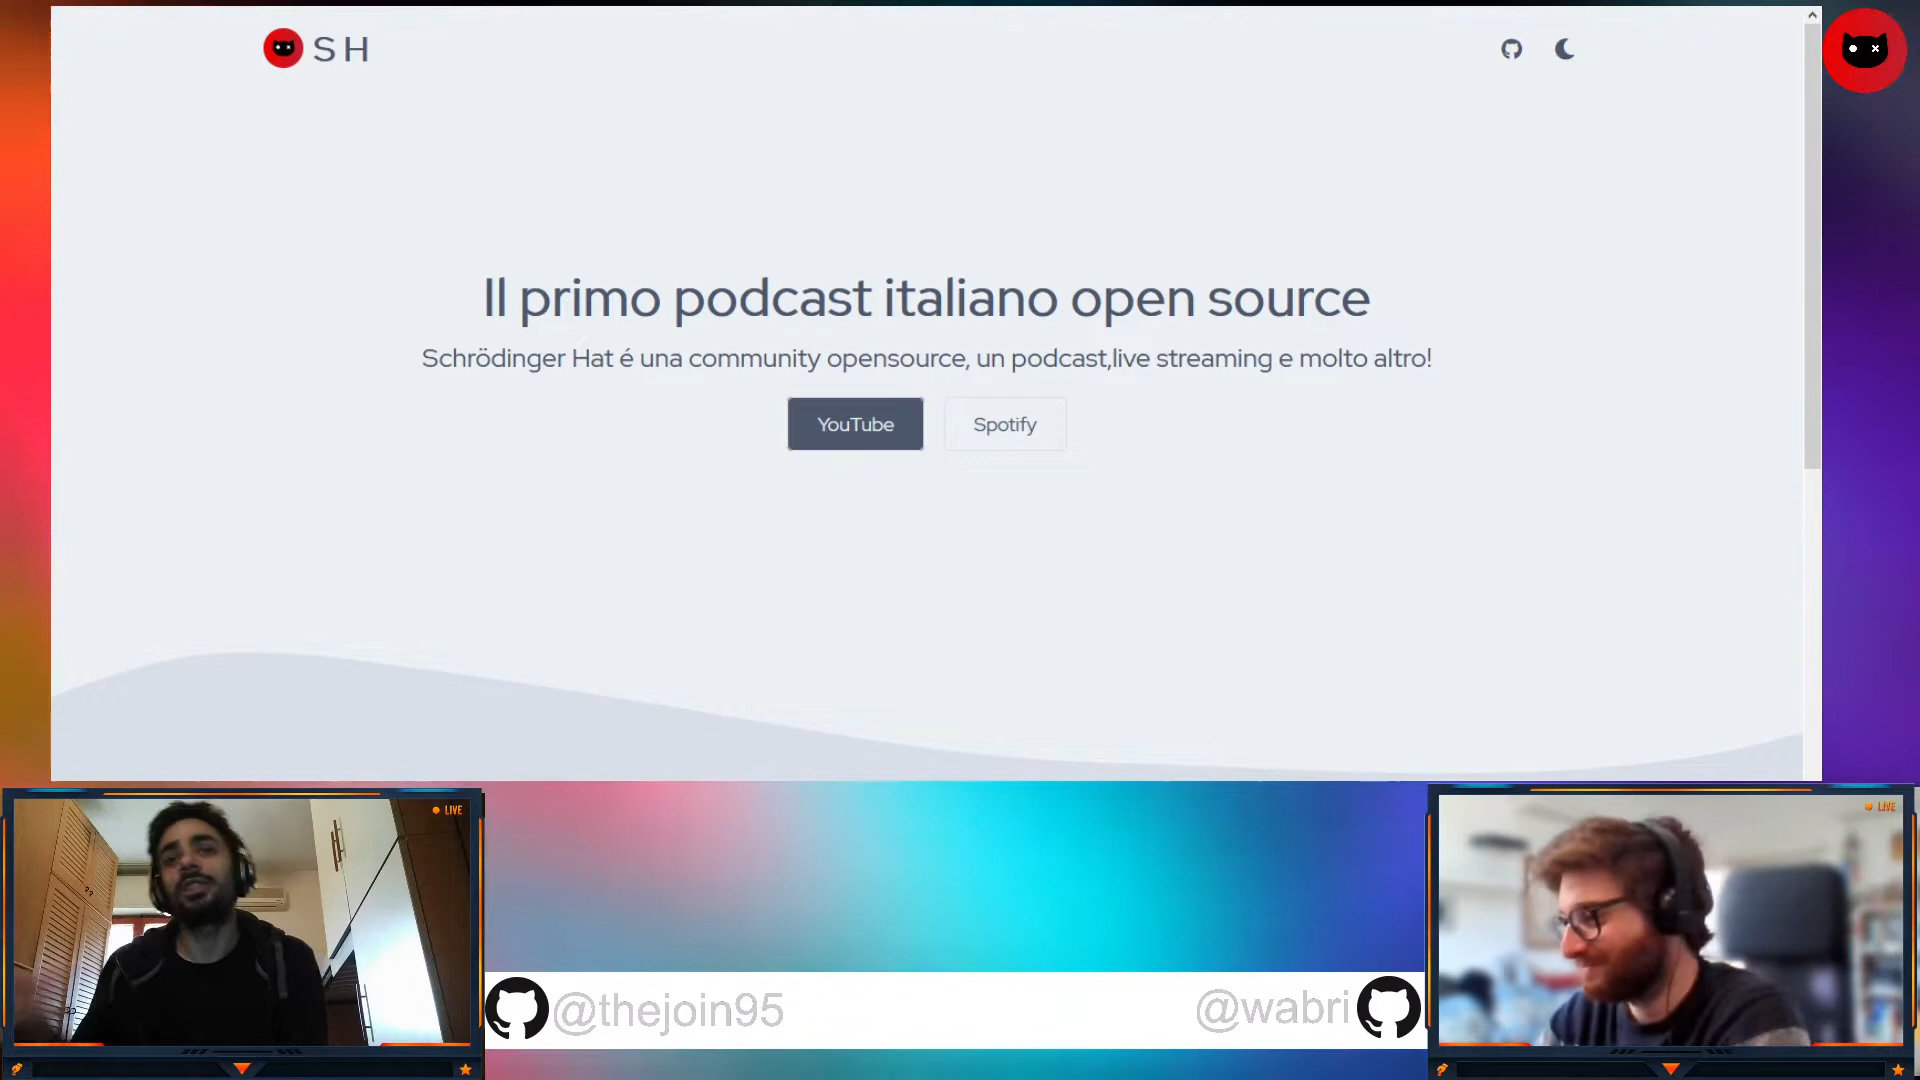 SH
Il primo podcast italiano open source
Schrödinger Hat é una community opensource, un podcast,live streaming e molto altro!
YouTube
Spotify
LIVE
LIVE
@thejoin95
@wabri